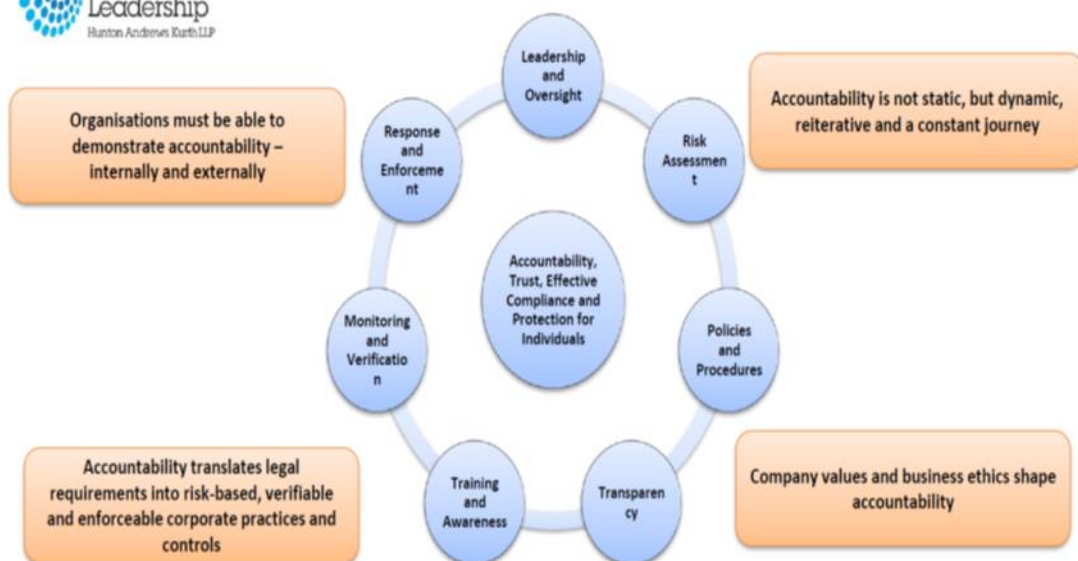 Leadership
Hunton Andrews Kurth LLP
Leadership
and
Oversight
Organisations must be able to
demonstrate accountability –
internally and externally
Accountability is not static, but dynamic,
reiterative and a constant journey
Response
and
Enforceme
nt
Risk
Assessmen
t
Accountability,
Trust, Effective
Compliance and
Protection for
Individuals
Monitoring
and
Verificatio
n
Policies
and
Procedures
Accountability translates legal
requirements into risk-based, verifiable
and enforceable corporate practices and
controls
Training
and
Awareness
Transparen
cy
Company values and business ethics shape
accountability